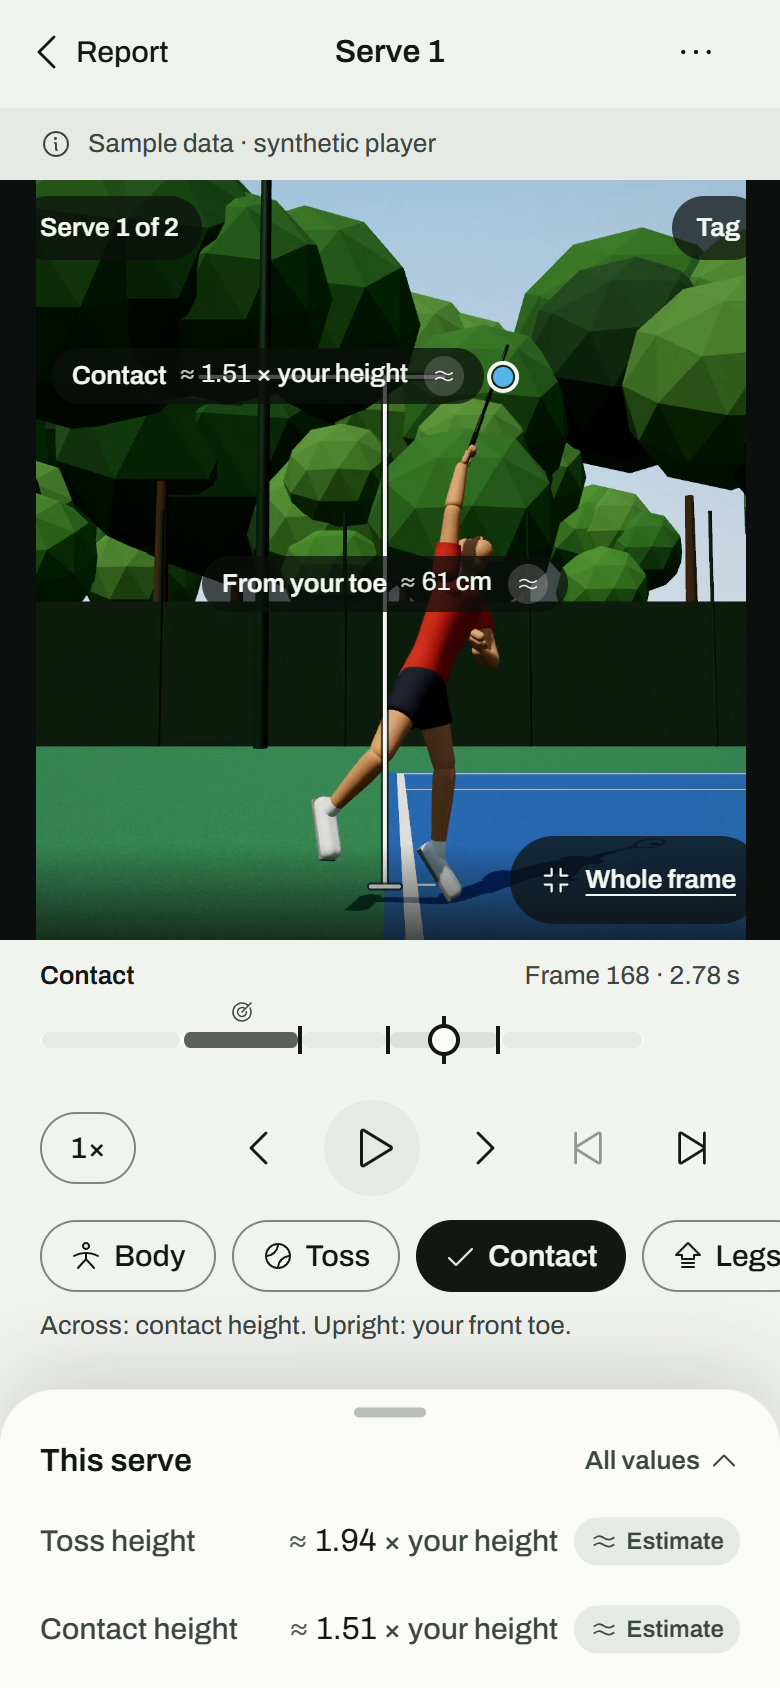 Report
Serve 1
Sample data · synthetic player
Serve 1 of 2
Tag
Contact ≈ 1.51 × your height
From your toe ≈ 61 cm
Whole frame
Contact
Frame 168 · 2.78 s
1×
Body
Toss
Contact
Legs
Across: contact height. Upright: your front toe.
This serve
All values
Toss height ≈ 1.94 × your height ≈ Estimate
Contact height ≈ 1.51 × your height ≈ Estimate